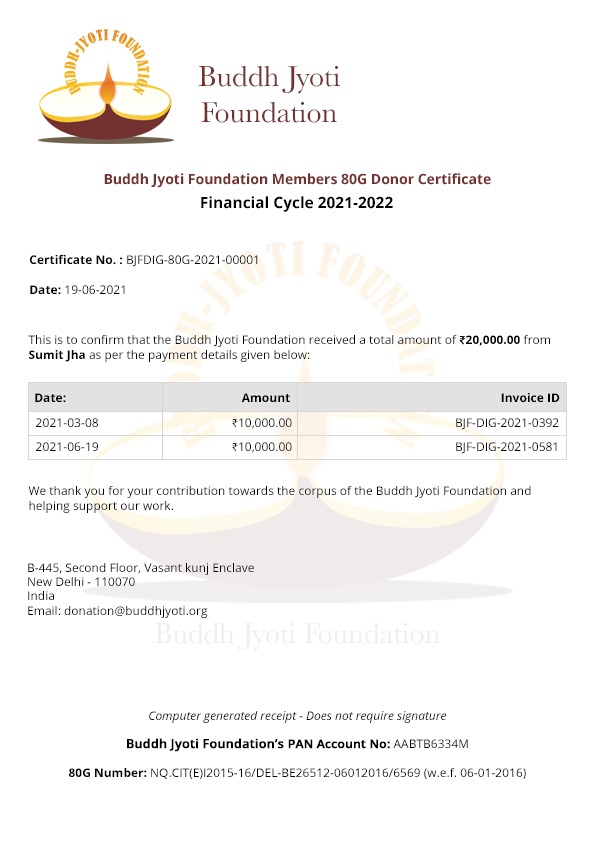 BUDDH-JYOTI FOUNDATION
Buddh Jyoti
Foundation
Buddh Jyoti Foundation Members 80G Donor Certificate
Financial Cycle 2021-2022
Certificate No. : BJFDIG-80G-2021-00001
Date: 19-06-2021
This is to confirm that the Buddh Jyoti Foundation received a total amount of ₹20,000.00 from
Sumit Jha as per the payment details given below:
Date: Amount Invoice ID
2021-03-08 ₹10,000.00 BJF-DIG-2021-0392
2021-06-19 ₹10,000.00 BJF-DIG-2021-0581
We thank you for your contribution towards the corpus of the Buddh Jyoti Foundation and
helping support our work.
B-445, Second Floor, Vasant kunj Enclave
New Delhi - 110070
India
Email: donation@buddhjyoti.org
BUDDH-JYOTI FOUNDATION
Buddh Jyoti Foundation
Computer generated receipt - Does not require signature
Buddh Jyoti Foundation’s PAN Account No: AABTB6334M
80G Number: NQ.CIT(E)I2015-16/DEL-BE26512-06012016/6569 (w.e.f. 06-01-2016)